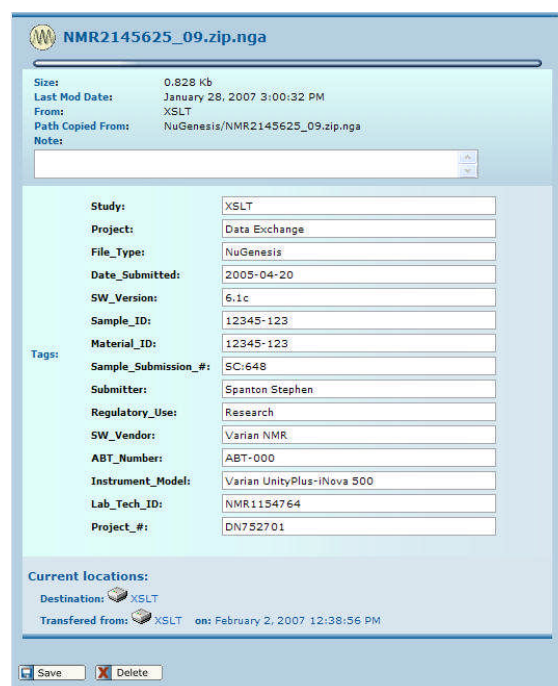 NMR2145625_09.zip.nga
Size: 0.828 Kb
Last Mod Date: January 28, 2007 3:00:32 PM
From: XSLT
Path Copied From: NuGenesis/NMR2145625_09.zip.nga
Note:
Tags:
Study: XSLT
Project: Data Exchange
File_Type: NuGenesis
Date_Submitted: 2005-04-20
SW_Version: 6.1c
Sample_ID: 12345-123
Material_ID: 12345-123
Sample_Submission_#: SC:648
Submitter: Spanton Stephen
Regulatory_Use: Research
SW_Vendor: Varian NMR
ABT_Number: ABT-000
Instrument_Model: Varian UnityPlus-iNova 500
Lab_Tech_ID: NMR1154764
Project_#: DN752701
Current locations:
Destination: XSLT
Transfered from: XSLT on: February 2, 2007 12:38:56 PM
Save Delete